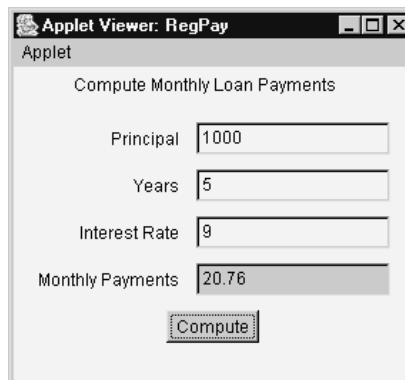 Applet Viewer: RegPay
Applet
Compute Monthly Loan Payments
Principal 1000
Years 5
Interest Rate 9
Monthly Payments 20.76
Compute